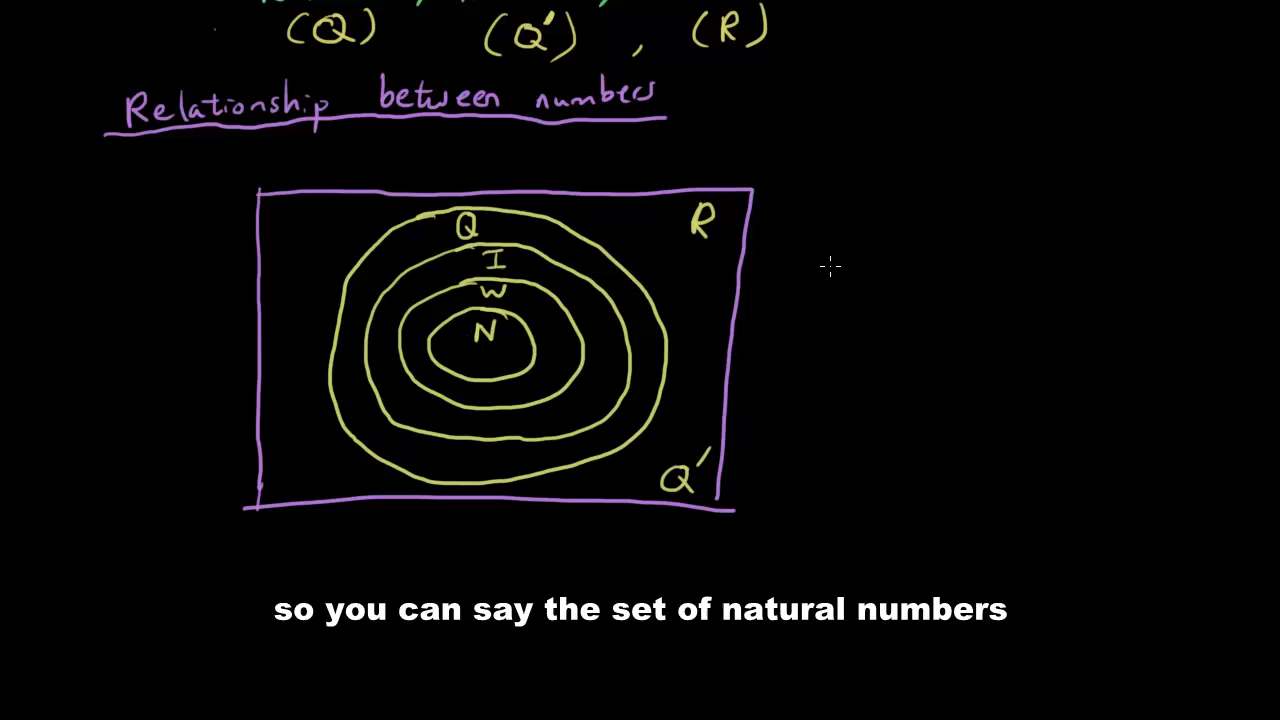 (Q) (Q') , (R)
Relationship between numbers
R
Q
I
W
N
Q'
so you can say the set of natural numbers